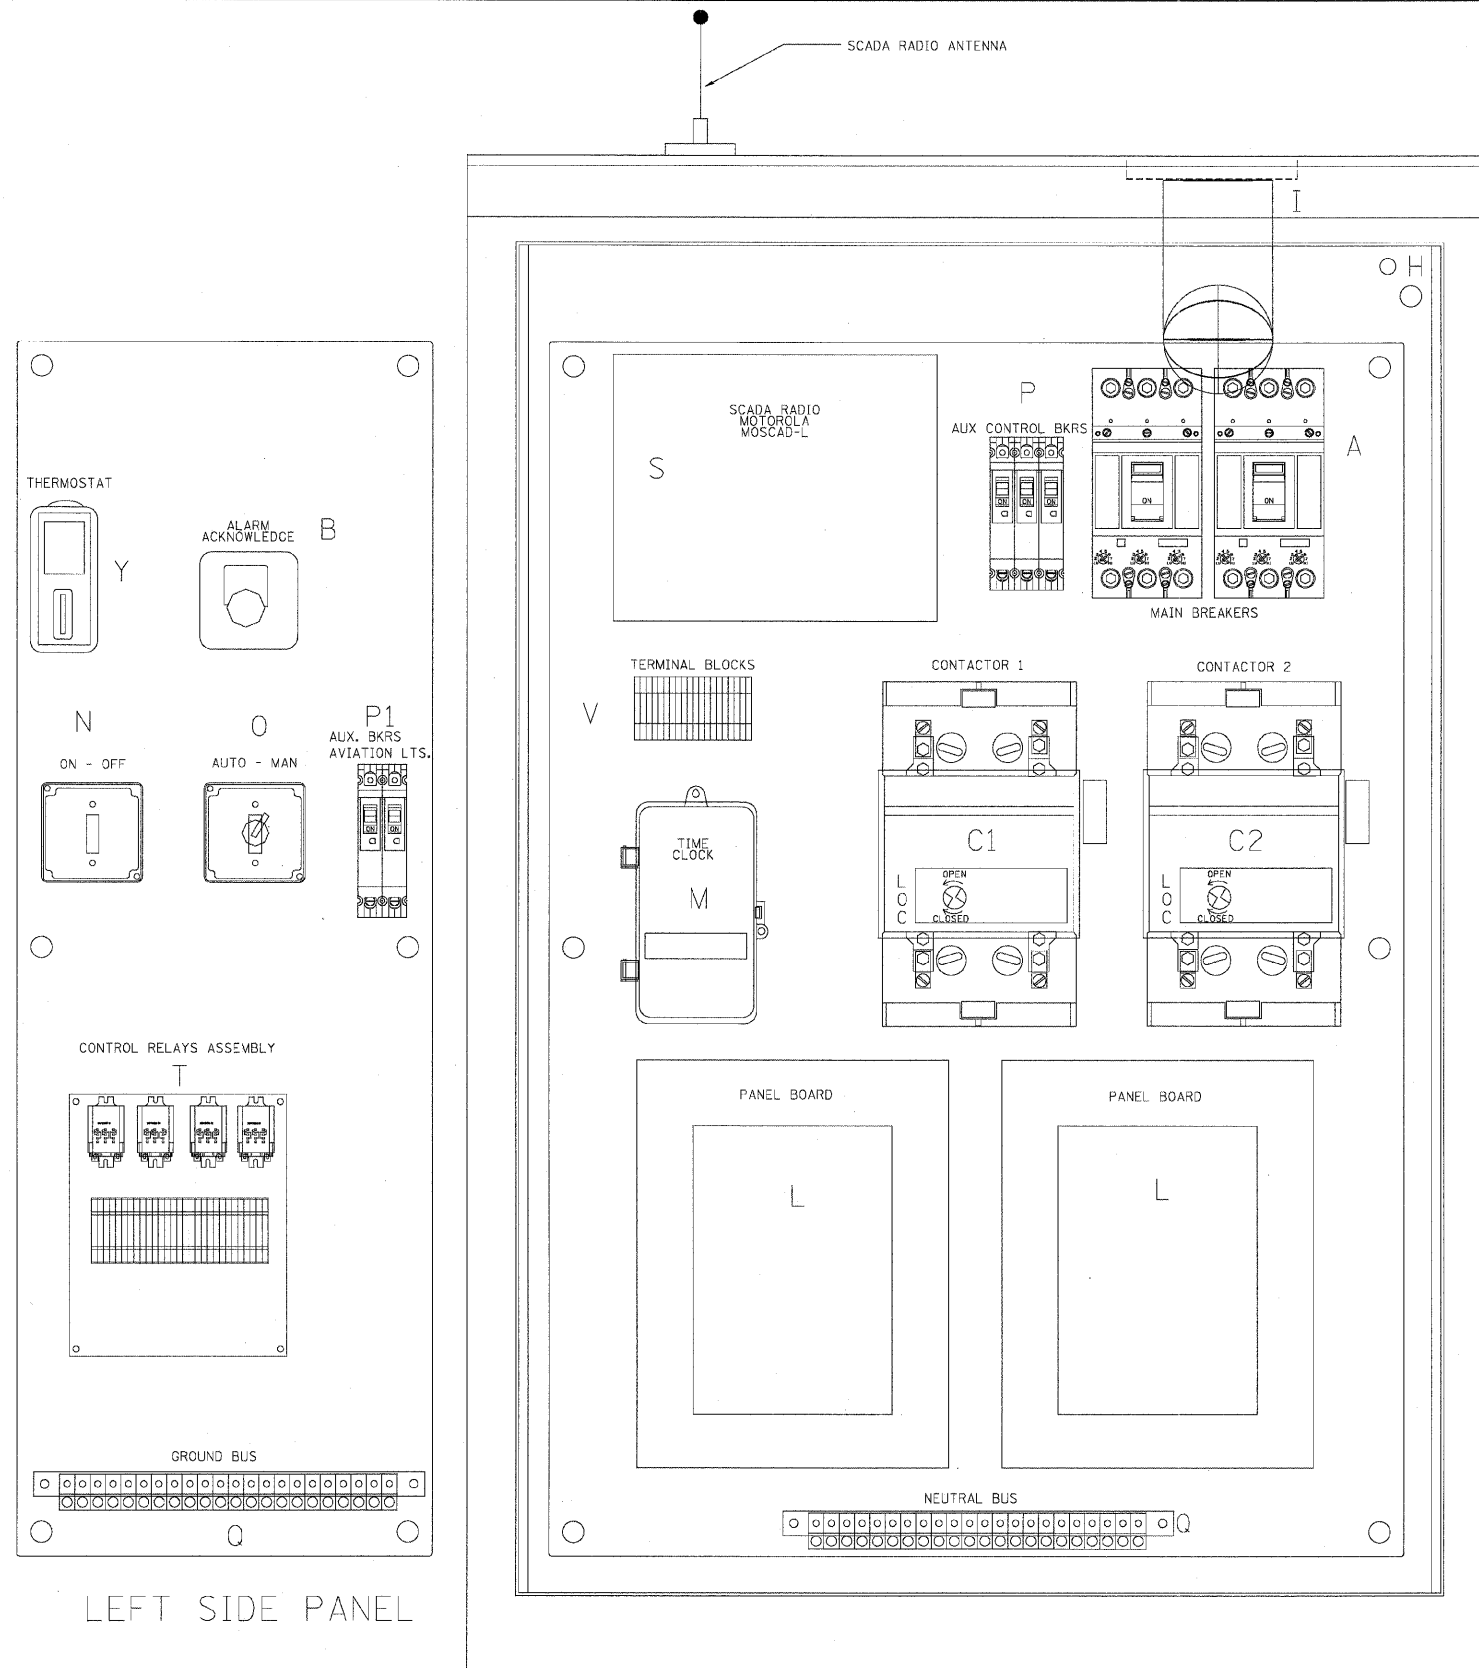 SCADA RADIO ANTENNA
I
H
SCADA RADIO
MOTOROLA
MOSCAD-L
S
P
AUX CONTROL BKRS
A
ON
ON
ON
ON
ON
MAIN BREAKERS
THERMOSTAT
Y
ALARM
ACKNOWLEDCE
B
N
ON - OFF
O
AUTO - MAN
P1
AUX. BKRS
AVIATION LTS.
ON
ON
TERMINAL BLOCKS
V
CONTACTOR 1
CONTACTOR 2
TIME
CLOCK
M
C1
L
O
C
OPEN
CLOSED
C2
L
O
C
OPEN
CLOSED
CONTROL RELAYS ASSEMBLY
T
PANEL BOARD
L
PANEL BOARD
L
GROUND BUS
Q
NEUTRAL BUS
Q
LEFT SIDE PANEL